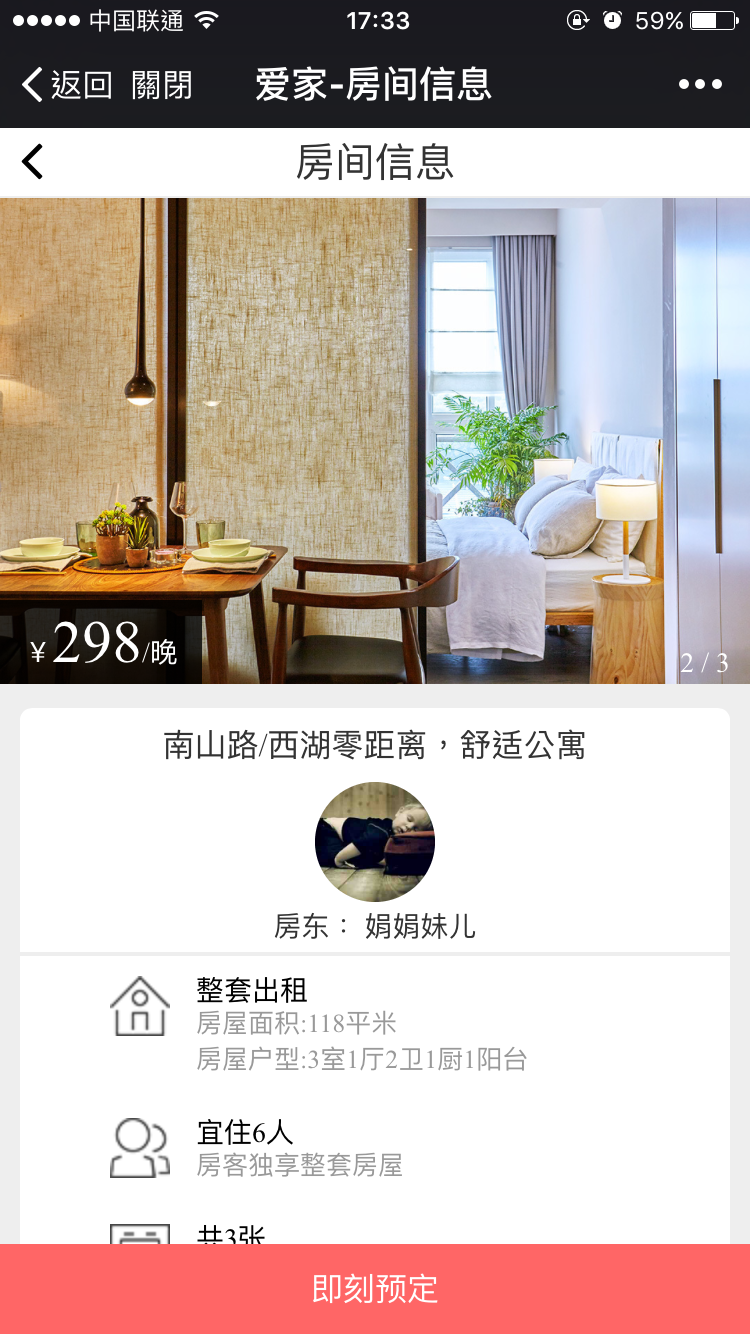 中国联通 17:33 59%
返回 關閉 爱家-房间信息
房间信息
¥298/晚
2 / 3
南山路/西湖零距离，舒适公寓
房东： 娟娟妹儿
整套出租
房屋面积:118平米
房屋户型:3室1厅2卫1厨1阳台
宜住6人
房客独享整套房屋
共3张
即刻预定